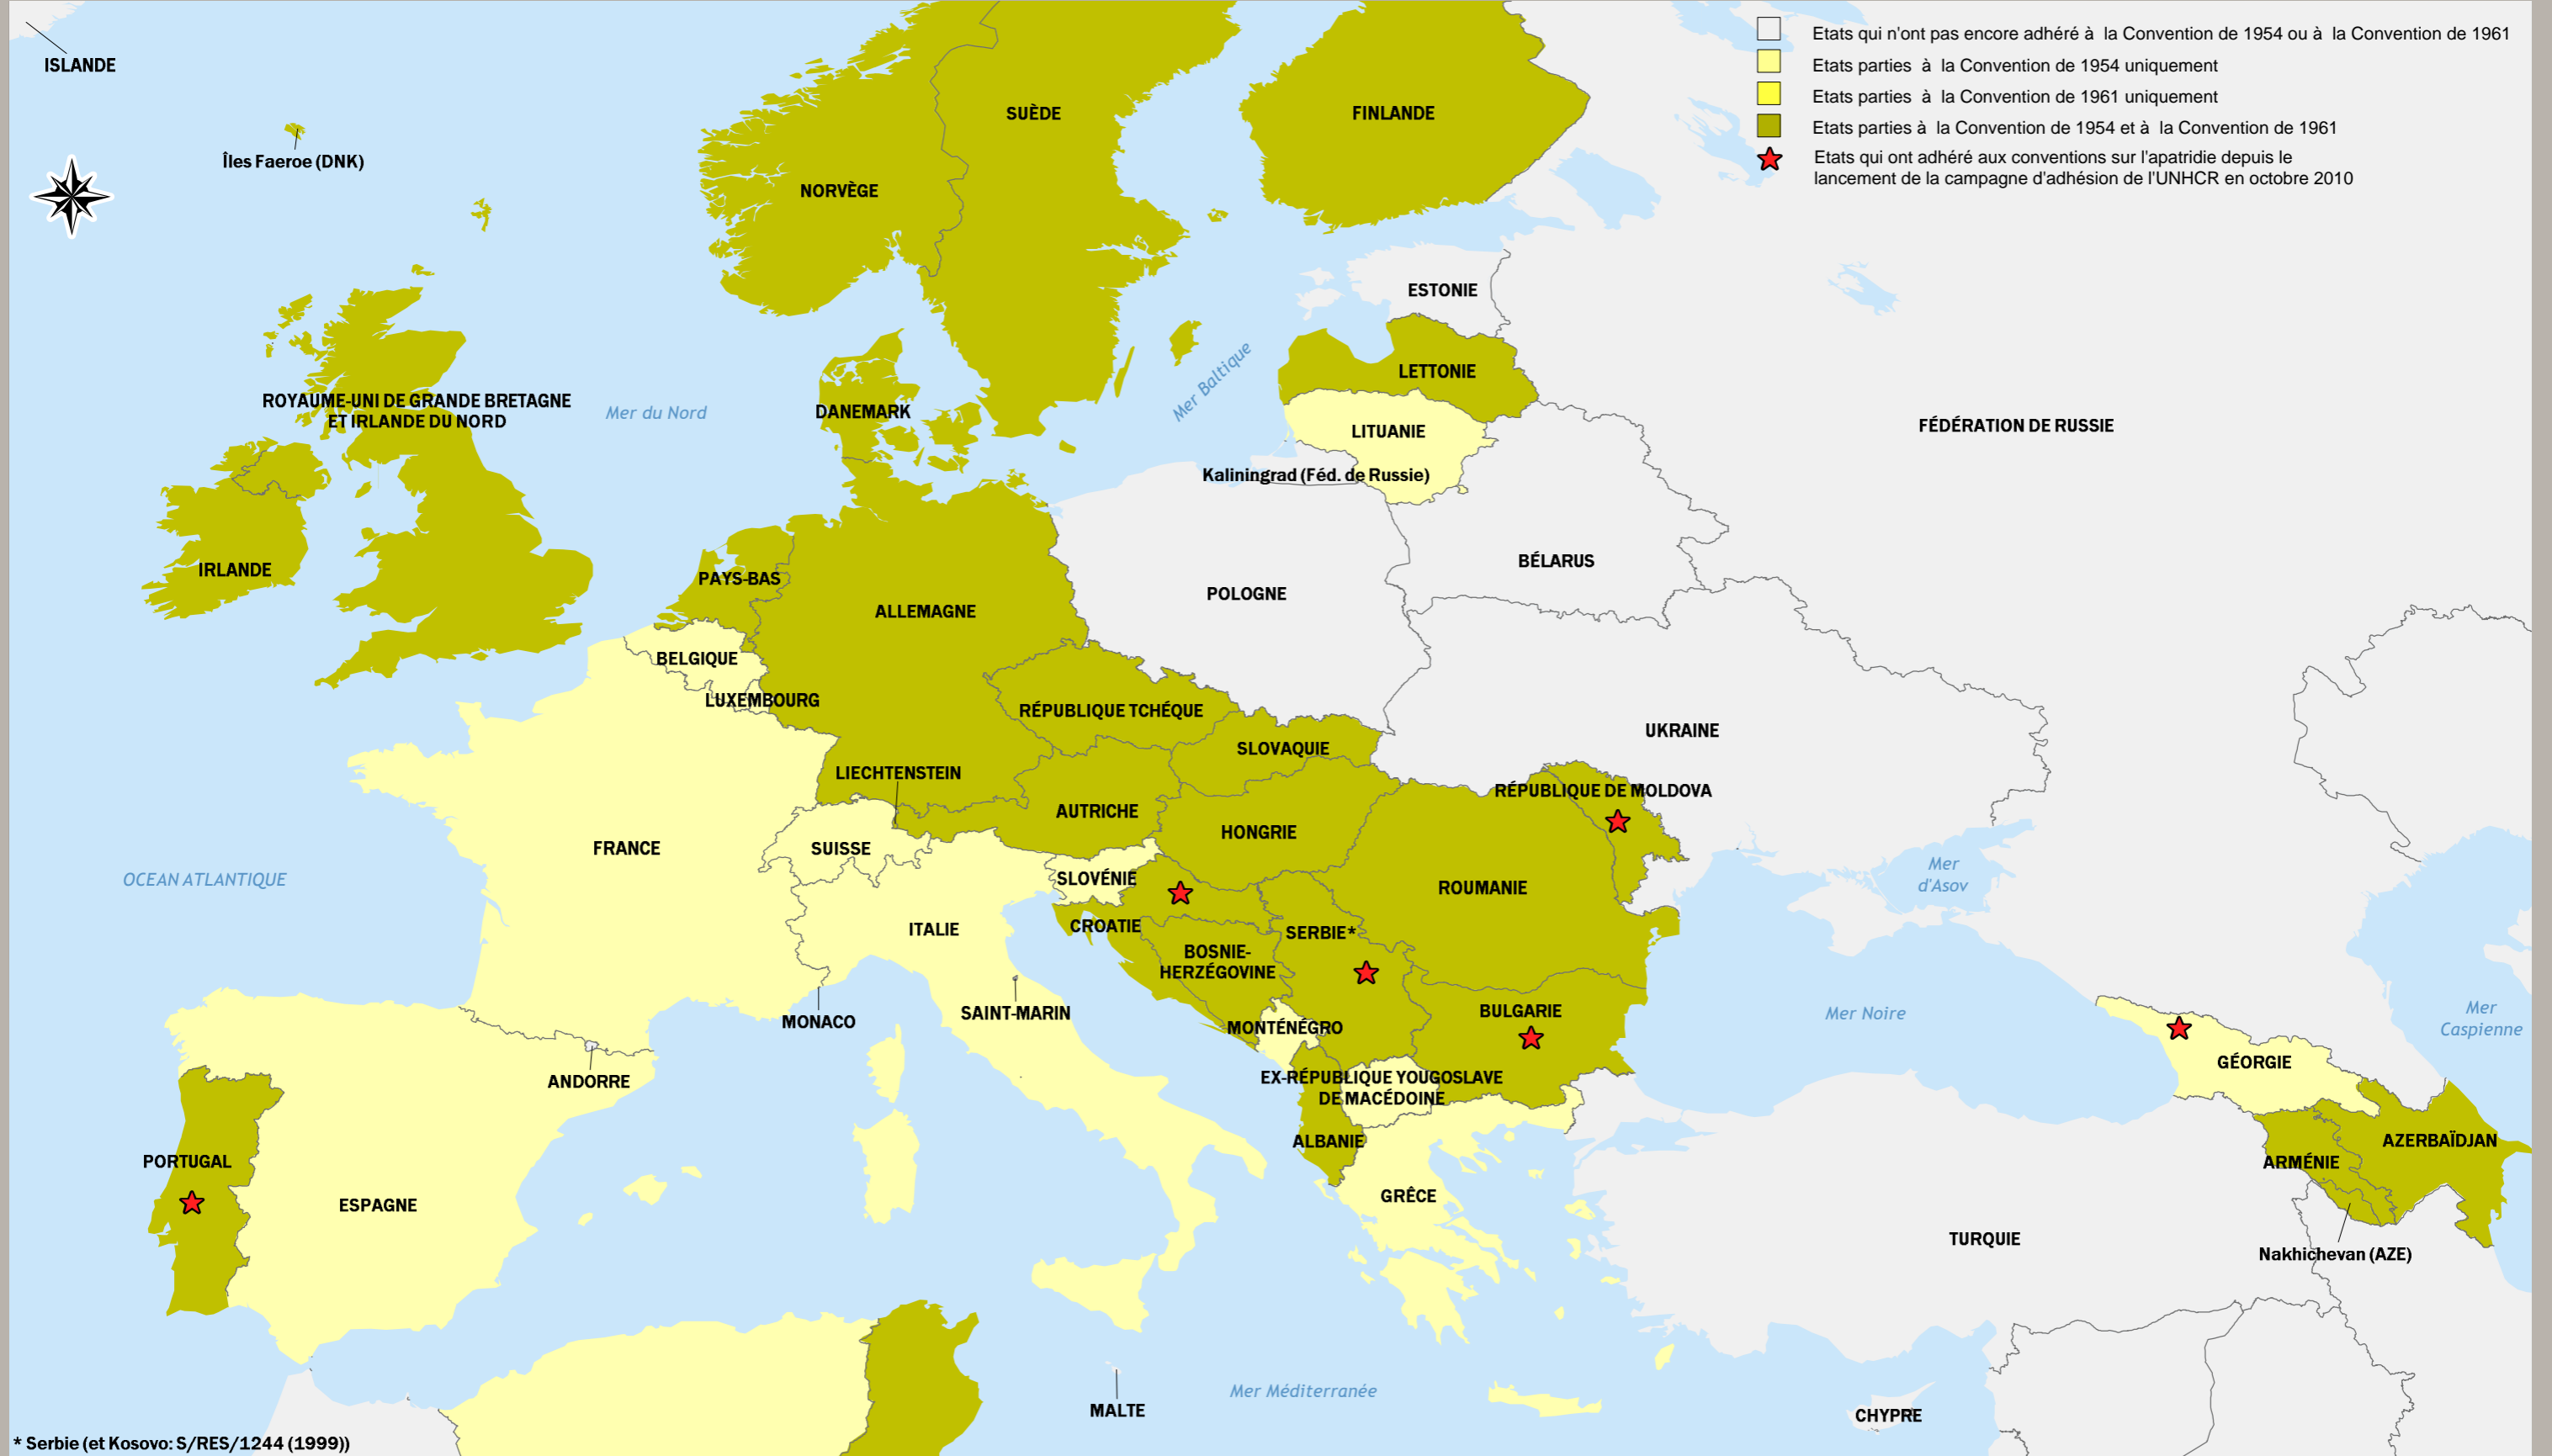 Etats qui n'ont pas encore adhéré à la Convention de 1954 ou à la Convention de 1961
Etats parties à la Convention de 1954 uniquement
Etats parties à la Convention de 1961 uniquement
Etats parties à la Convention de 1954 et à la Convention de 1961
Etats qui ont adhéré aux conventions sur l'apatridie depuis le
lancement de la campagne d'adhésion de l'UNHCR en octobre 2010
ISLANDE
SUÈDE
FINLANDE
Îles Faeroe (DNK)
NORVÈGE
ESTONIE
LETTONIE
Mer Baltique
ROYAUME-UNI DE GRANDE BRETAGNE
ET IRLANDE DU NORD
Mer du Nord
DANEMARK
LITUANIE
FÉDÉRATION DE RUSSIE
Kaliningrad (Féd. de Russie)
BÉLARUS
IRLANDE
PAYS-BAS
POLOGNE
ALLEMAGNE
BELGIQUE
LUXEMBOURG
RÉPUBLIQUE TCHÉQUE
UKRAINE
SLOVAQUIE
LIECHTENSTEIN
RÉPUBLIQUE DE MOLDOVA
AUTRICHE
HONGRIE
FRANCE
SUISSE
Mer
d'Asov
OCEAN ATLANTIQUE
SLOVÉNIE
ROUMANIE
CROATIE
ITALIE
SERBIE*
BOSNIE-
HERZÉGOVINE
SAINT-MARIN
MONACO
BULGARIE
MONTÉNÉGRO
Mer Noire
Mer
Caspienne
GÉORGIE
ANDORRE
EX-RÉPUBLIQUE YOUGOSLAVE
DE MACÉDOINE
ALBANIE
AZERBAÏDJAN
PORTUGAL
ARMÉNIE
ESPAGNE
GRÊCE
TURQUIE
Nakhichevan (AZE)
Mer Méditerranée
MALTE
CHYPRE
* Serbie (et Kosovo: S/RES/1244 (1999))